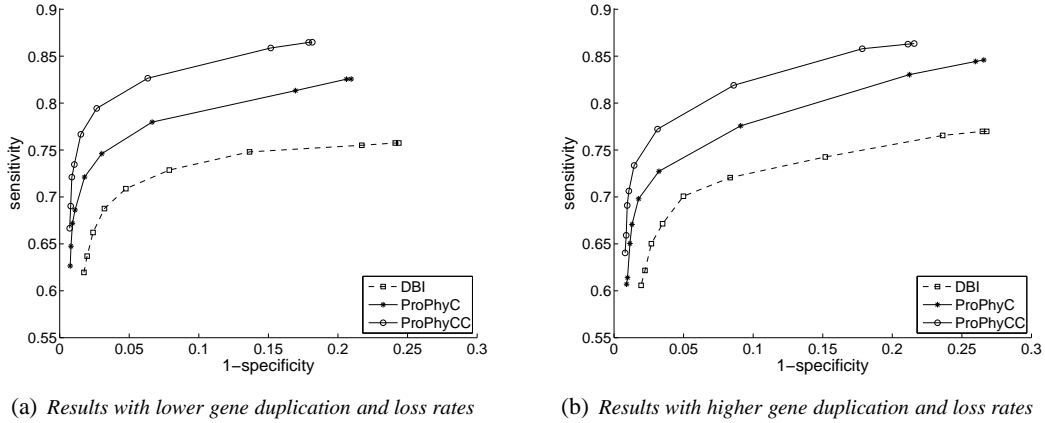 0.9
0.85
0.8
0.75
0.7
0.65
0.6
0.55
sensitivity
0 0.05 0.1 0.15 0.2 0.25 0.3
1−specificity
DBI
ProPhyC
ProPhyCC
(a) Results with lower gene duplication and loss rates
0.9
0.85
0.8
0.75
0.7
0.65
0.6
0.55
sensitivity
0 0.05 0.1 0.15 0.2 0.25 0.3
1−specificity
DBI
ProPhyC
ProPhyCC
(b) Results with higher gene duplication and loss rates